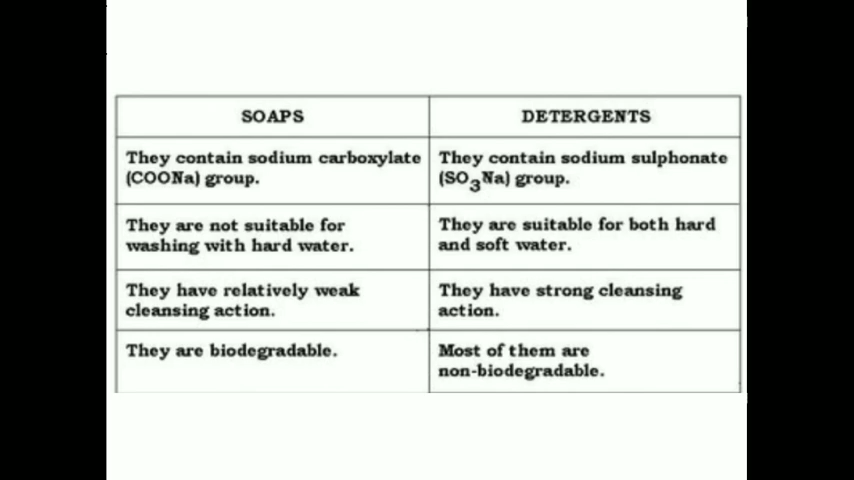 SOAPS
DETERGENTS
They contain sodium carboxylate
(COONa) group.
They contain sodium sulphonate
(SO3Na) group.
They are not suitable for
washing with hard water.
They are suitable for both hard
and soft water.
They have relatively weak
cleansing action.
They have strong cleansing
action.
They are biodegradable.
Most of them are
non-biodegradable.